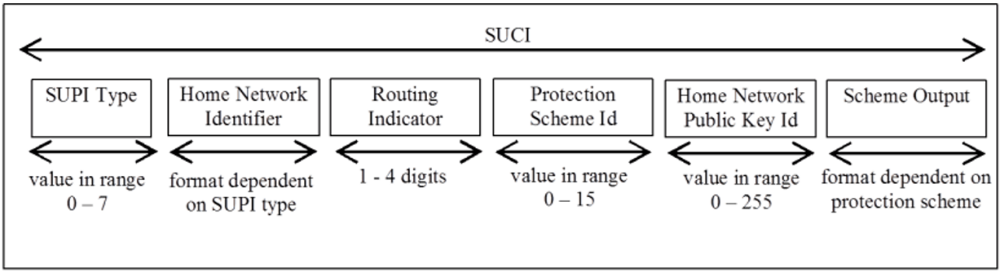 SUCI
SUPI Type
Home Network
Identifier
Routing
Indicator
Protection
Scheme Id
Home Network
Public Key Id
Scheme Output
value in range
0 – 7
format dependent
on SUPI type
1 - 4 digits
value in range
0 – 15
value in range
0 – 255
format dependent on
protection scheme